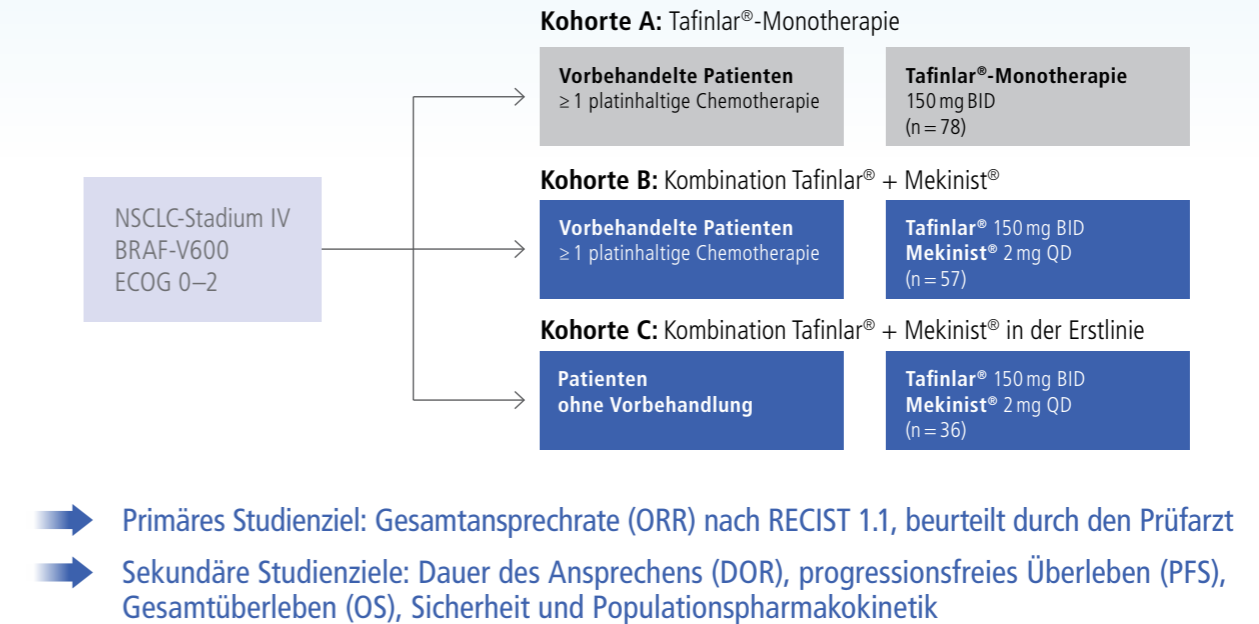 Kohorte A: Tafinlar®-Monotherapie
Vorbehandelte Patienten
≥ 1 platinhaltige Chemotherapie
Tafinlar®-Monotherapie
150 mg BID
(n = 78)
NSCLC-Stadium IV
BRAF-V600
ECOG 0–2
Kohorte B: Kombination Tafinlar® + Mekinist®
Vorbehandelte Patienten
≥ 1 platinhaltige Chemotherapie
Tafinlar® 150 mg BID
Mekinist® 2 mg QD
(n = 57)
Kohorte C: Kombination Tafinlar® + Mekinist® in der Erstlinie
Patienten
ohne Vorbehandlung
Tafinlar® 150 mg BID
Mekinist® 2 mg QD
(n = 36)
Primäres Studienziel: Gesamtansprechrate (ORR) nach RECIST 1.1, beurteilt durch den Prüfarzt
Sekundäre Studienziele: Dauer des Ansprechens (DOR), progressionsfreies Überleben (PFS),
Gesamtüberleben (OS), Sicherheit und Populationspharmakokinetik